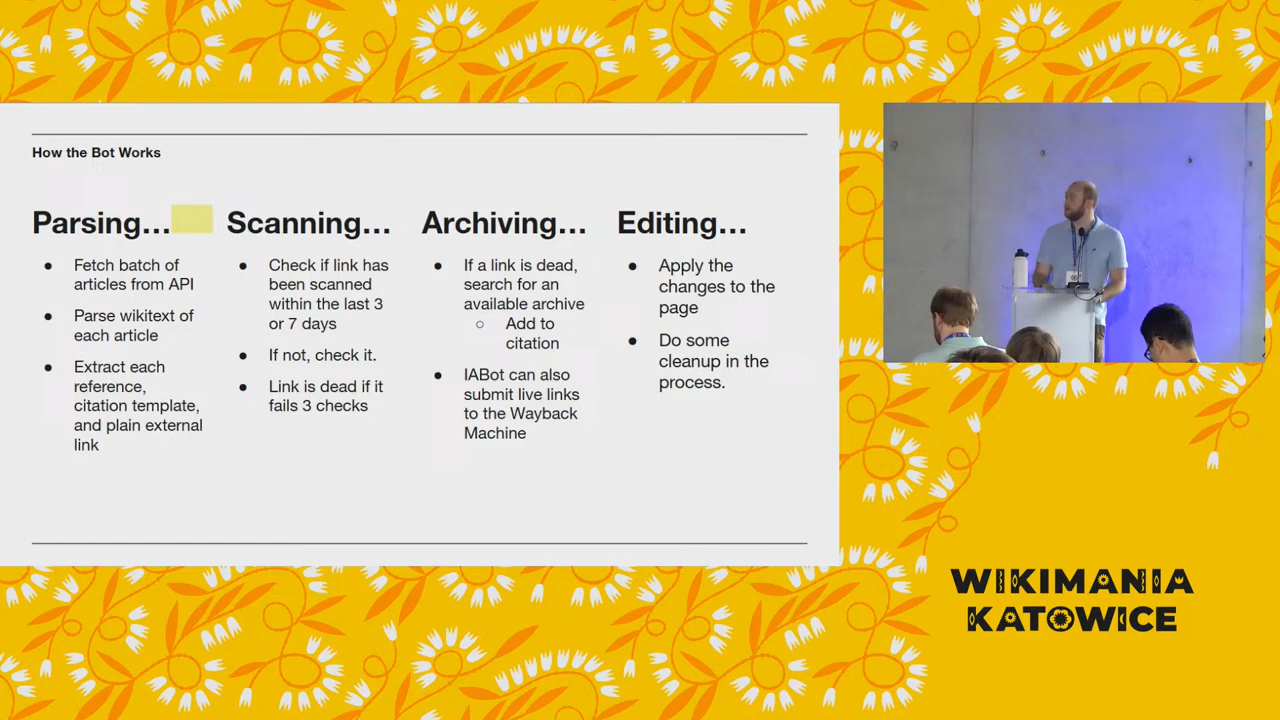 How the Bot Works
Parsing...
Fetch batch of
articles from API
Parse wikitext of
each article
Extract each
reference,
citation template,
and plain external
link
Scanning...
Check if link has
been scanned
within the last 3
or 7 days
If not, check it.
Link is dead if it
fails 3 checks
Archiving...
If a link is dead,
search for an
available archive
Add to
citation
IABot can also
submit live links
to the Wayback
Machine
Editing...
Apply the
changes to the
page
Do some
cleanup in the
process.
WIKIMANIA
KATOWICE